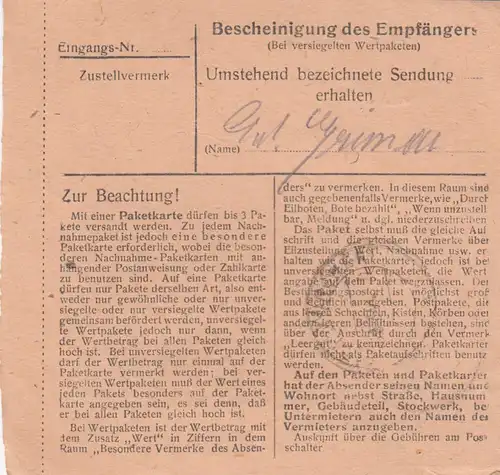 Bescheinigung des Empfängers
(Bei versiegelten Wertpaketen)
Eingangs-Nr.
Zustellvermerk
Umstehend bezeichnete Sendung
erhalten
(Name)
Zur Beachtung!
Mit einer Paketkarte dürfen bis 3 Pa-
kete versandt werden. Zu jedem Nach-
nahmepaket ist jedoch eine besondere
Paketkarte erforderlich, wobei die beson-
deren Nachnahme-Paketkarten mit an-
hängender Postanweisung oder Zahlkarte
zu benutzen sind. Auf eine Paketkarte
dürfen nur Pakete derselben Art, also ent-
weder nur gewöhnliche oder nur unver-
siegelte oder nur versiegelte Wertpakete
gemeinsam befördert werden, unversiegel-
te Wertpakete jedoch nur dann, wenn
der Wertbetrag bei allen Paketen gleich
hoch ist. Bei unversiegelten Wertpaketen
darf der Wertbetrag nur einmal auf der
Paketkarte vermerkt werden; bei ver-
siegelten Wertpaketen muß der Wert eines
jeden Pakets besonders auf der Paket-
karte angegeben sein, es sei denn, daß
er bei allen Paketen gleich hoch ist.
Bei Wertpaketen ist der Wertbetrag mit
dem Zusatz „Wert" in Ziffern in dem
Raum „Besondere Vermerke des Absen-
ders" zu vermerken. In diesem Raum sind
auch gegebenenfalls Vermerke, wie „Durch
Eilboten, Bote bezahlt", „Wenn unzustell
bar, Meldung" u. dgl. niederzuschreiben
Das Paket selbst muß die gleiche Auf
schrift und die gleichen Vermerke über
Eilzustellung, Wert, Nachnahme usw. er
halten wie die Paketkarte, jedoch ist bei
unversiegelten Wertpaketen die Wert
angabe auf dem Paket wegzulassen. Der
Bestimmungspostort ist möglichst groß
und deutlich anzugeben. Postpakete, die
aus leeren Schachteln, Kisten, Körben oder
anderen leeren Behältnissen bestehen, sind
über der Anschrift durch den Vermerk
„Leergut" zu kennzeichnen. Paketkarten
dürfen nicht als Paketaufschriften benutz
werden.
Auf den Paketen und Paketkarten
hat der Absender seinen Namen und
Wohnort nebst Straße, Hausnum
mer, Gebäudeteil, Stockwerk, be
Untermietern auch den Namen des
Vermieters anzugeben.
Auskunft über die Gebühren am Pos
schalter